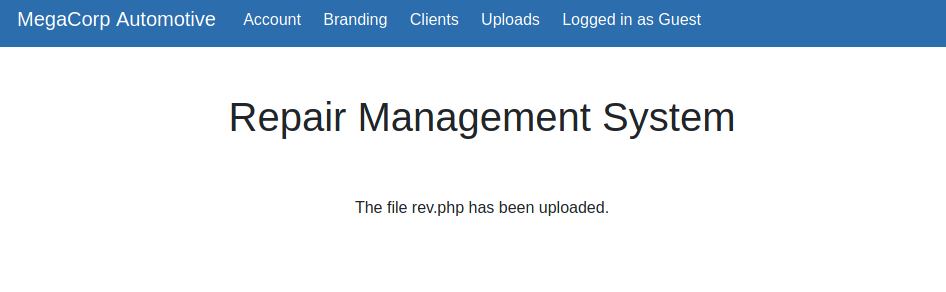 MegaCorp Automotive Account Branding Clients Uploads Logged in as Guest
Repair Management System
The file rev.php has been uploaded.